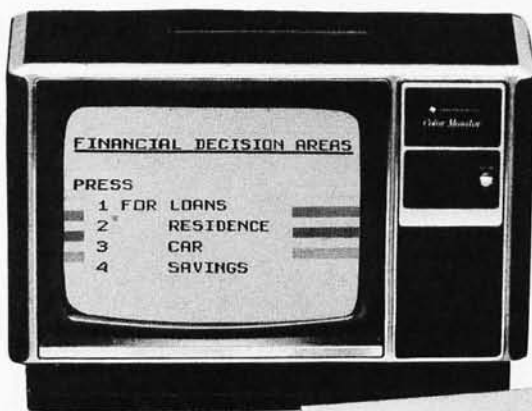 FINANCIAL DECISION AREAS
PRESS
1 FOR LOANS
2 RESIDENCE
3 CAR
4 SAVINGS
Color Monitor